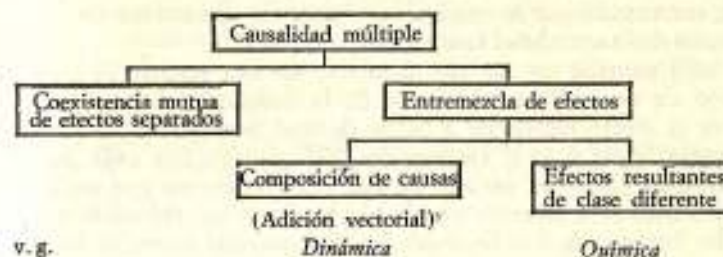 Causalidad múltiple
Coexistencia mutua
de efectos separados
Entremezcla de efectos
Composición de causas
(Adición vectorial)
Efectos resultantes
de clase diferente
v. g.
Dinámica
Química